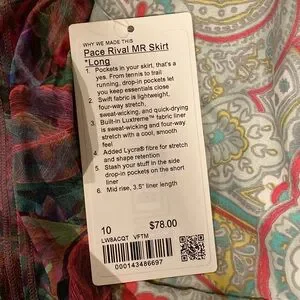 WHY WE MADE THIS
Pace Rival MR Skirt
*Long
1. Pockets in your skirt, that's a
yes. From tennis to trail
running, drop-in pockets let
you keep essentials close
2. Swift fabric is lightweight,
four-way stretch,
sweat-wicking, and quick-drying
3. Built-in Luxtreme™ fabric liner
is sweat-wicking and four-way
stretch with a cool, smooth
feel
4. Added Lycra® fibre for stretch
and shape retention
5. Stash your stuff in the side
drop-in pockets on the short
liner
6. Mid rise, 3.5" liner length
10 $78.00
LW8ACQT VFTM
000143486697